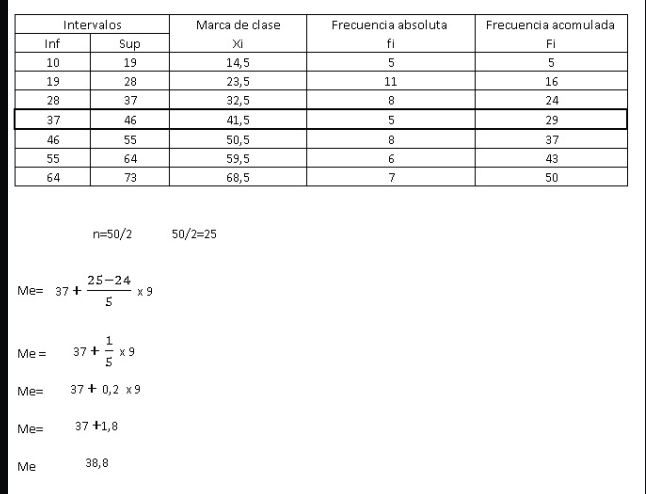 Intervalos Marca de clase Frecuencia absoluta Frecuencia acomulada
Inf Sup Xi fi Fi
10 19 14,5 5 5
19 28 23,5 11 16
28 37 32,5 8 24
37 46 41,5 5 29
46 55 50,5 8 37
55 64 59,5 6 43
64 73 68,5 7 50
n=50/2 50/2=25
Me= 37 + 25−24/5 x 9
Me = 37 + 1/5 x 9
Me= 37 + 0,2 x 9
Me= 37 +1,8
Me 38,8